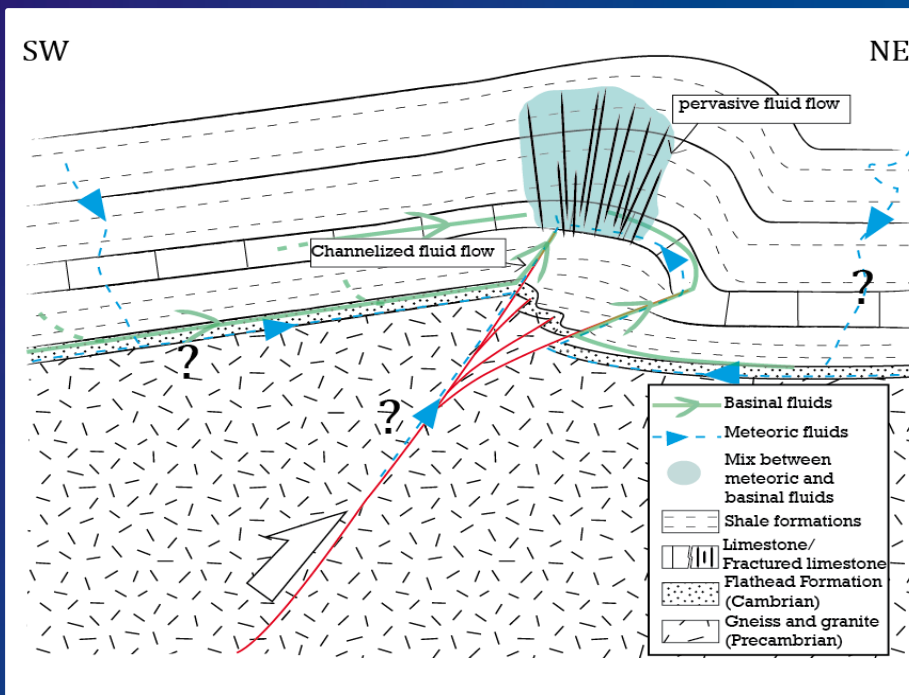 SW
NE
pervasive fluid flow
Channelized fluid flow
?
?
?
Basinal fluids
Meteoric fluids
Mix between
meteoric and
basinal fluids
Shale formations
Limestone/
Fractured limestone
Flathead Formation
(Cambrian)
Gneiss and granite
(Precambrian)